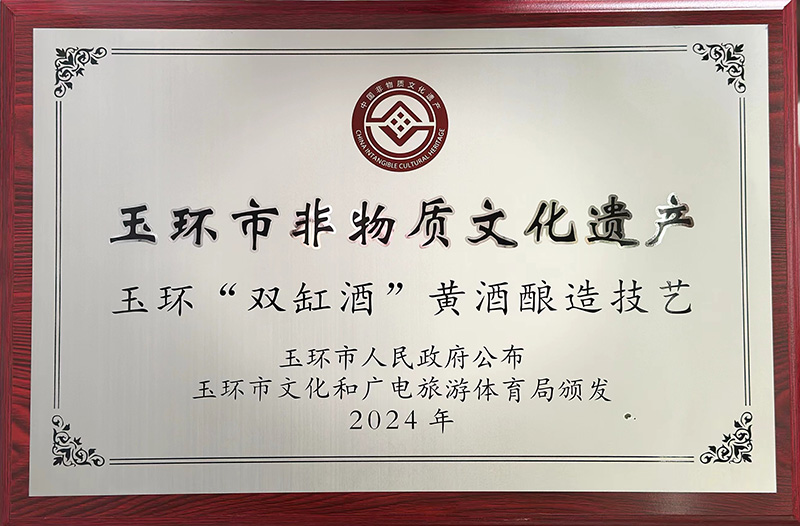 中国非物质文化遗产
CHINA INTANGIBLE CULTURAL HERITAGE
玉环市非物质文化遗产
玉环“双缸酒”黄酒酿造技艺
玉环市人民政府公布
玉环市文化和广电旅游体育局颁发
2024年